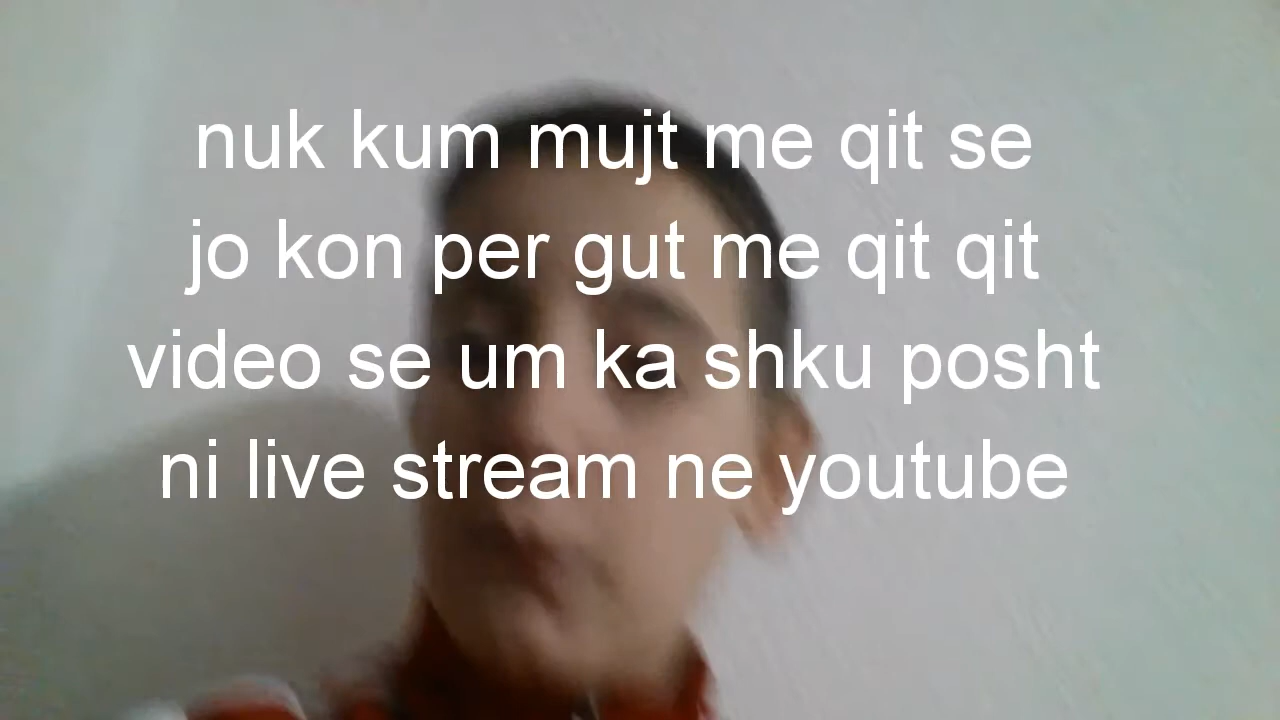 nuk kum mujt me qit se
jo kon per gut me qit qit
video se um ka shku posht
ni live stream ne youtube